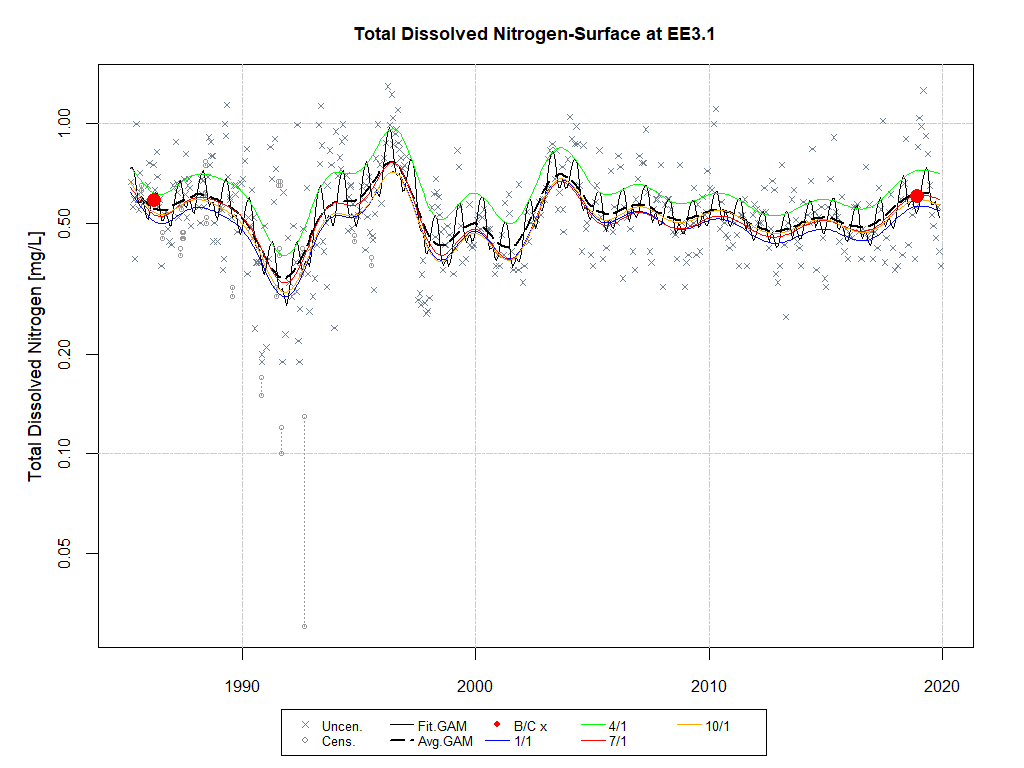 Total Dissolved Nitrogen-Surface at EE3.1
Total Dissolved Nitrogen [mg/L]
1.00
0.50
0.20
0.10
0.05
1990 2000 2010 2020
Uncen. Fit.GAM B/C x 4/1 10/1
Cens. Avg.GAM 1/1 7/1